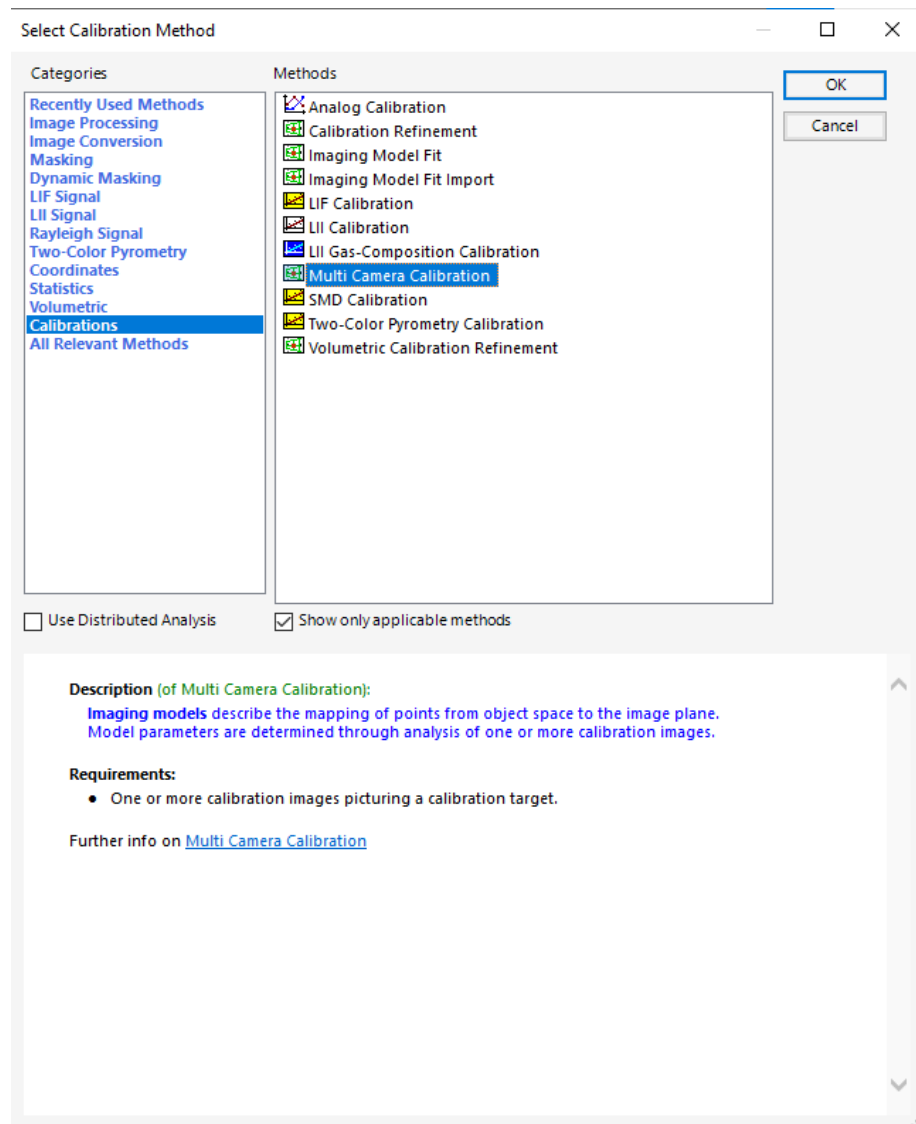 Select Calibration Method
Categories
Recently Used Methods
Image Processing
Image Conversion
Masking
Dynamic Masking
LIF Signal
LII Signal
Rayleigh Signal
Two-Color Pyrometry
Coordinates
Statistics
Volumetric
Calibrations
All Relevant Methods
Methods
Analog Calibration
Calibration Refinement
Imaging Model Fit
Imaging Model Fit Import
LIF Calibration
LII Calibration
LII Gas-Composition Calibration
Multi Camera Calibration
SMD Calibration
Two-Color Pyrometry Calibration
Volumetric Calibration Refinement
OK
Cancel
Use Distributed Analysis
Show only applicable methods
Description (of Multi Camera Calibration):
Imaging models describe the mapping of points from object space to the image plane.
Model parameters are determined through analysis of one or more calibration images.
Requirements:
• One or more calibration images picturing a calibration target.
Further info on Multi Camera Calibration